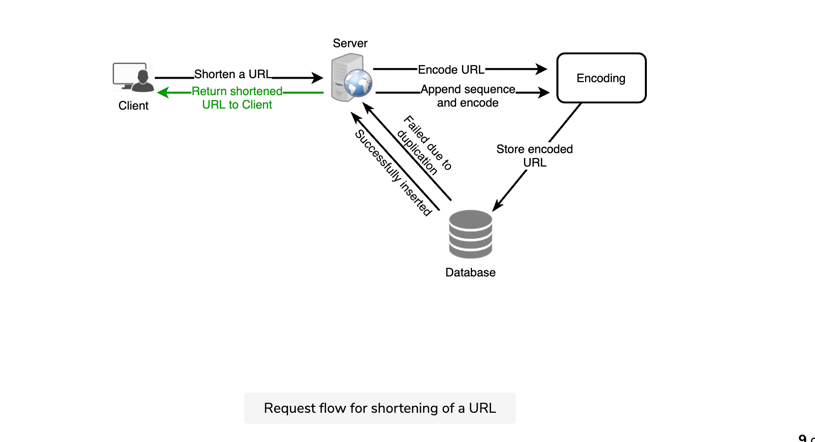 Server
Shorten a URL
Return shortened
URL to Client
Client
Encode URL
Append sequence
and encode
Encoding
Failed due to
duplication
Successfully inserted
Store encoded
URL
Database
Request flow for shortening of a URL
9